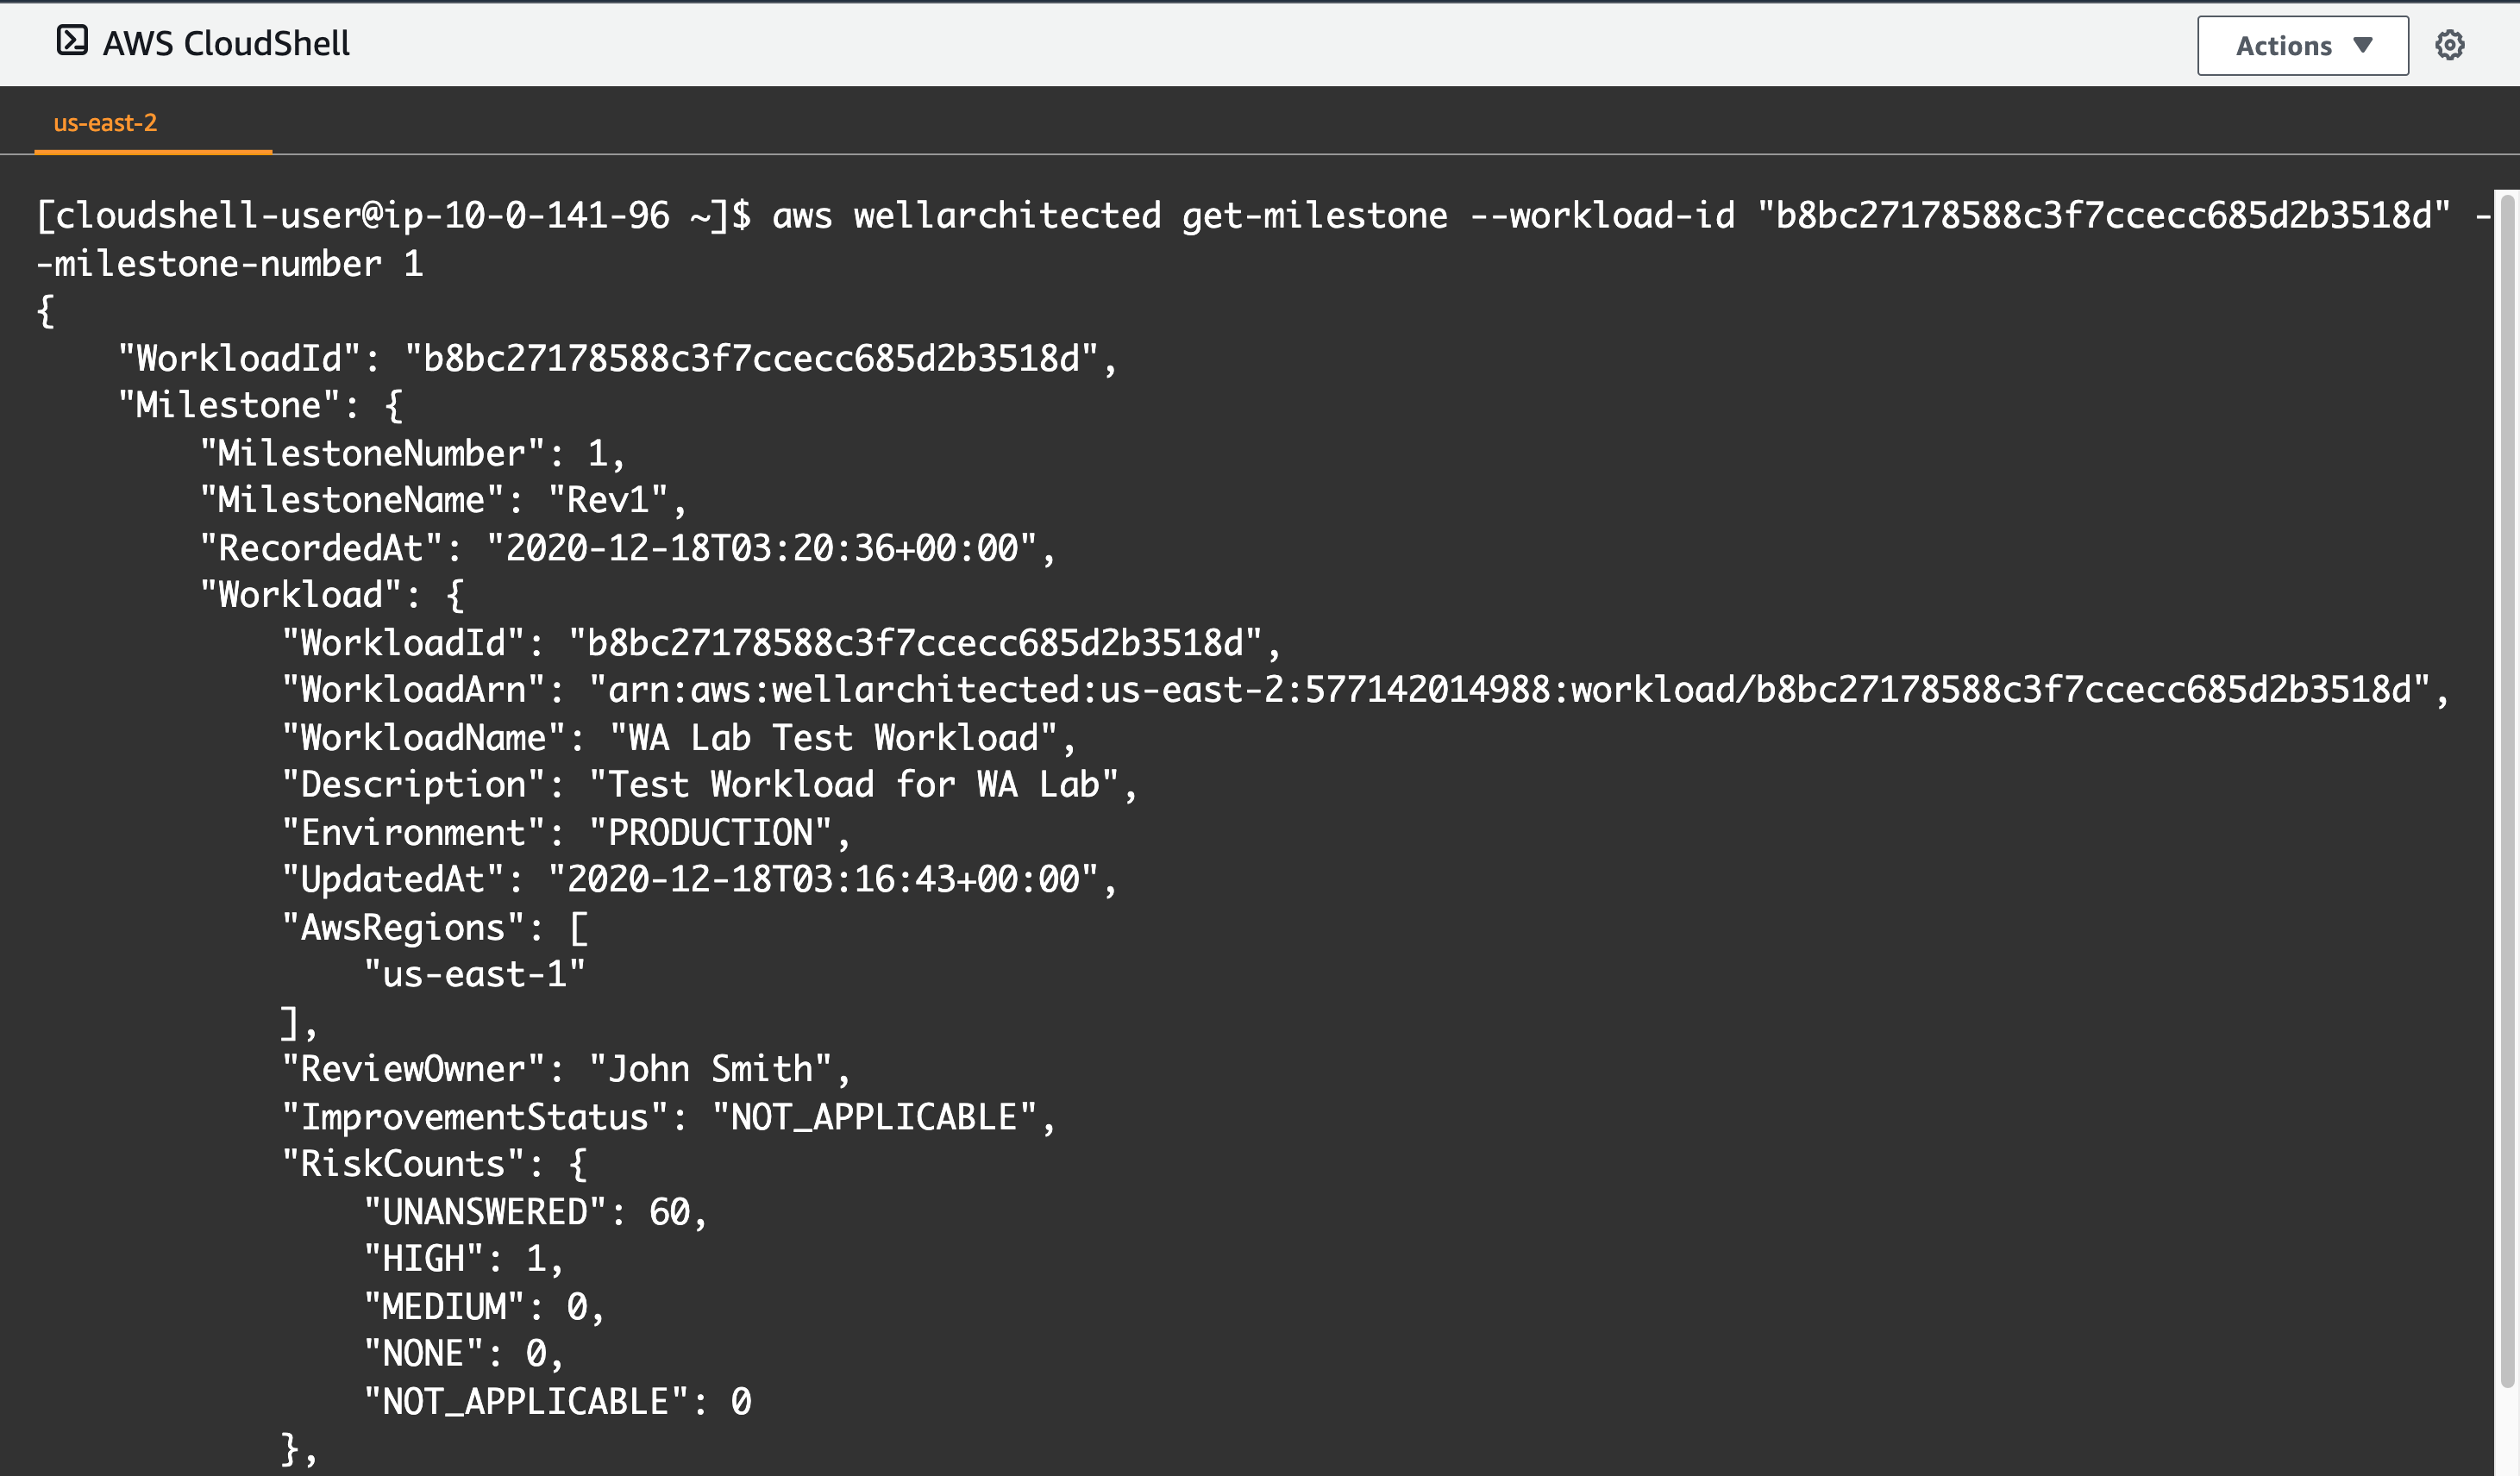 AWS CloudShell
Actions
us-east-2
[cloudshell-user@ip-10-0-141-96 ~]$ aws wellarchitected get-milestone --workload-id "b8bc27178588c3f7ccecc685d2b3518d" -
-milestone-number 1
{
    "WorkloadId": "b8bc27178588c3f7ccecc685d2b3518d",
    "Milestone": {
        "MilestoneNumber": 1,
        "MilestoneName": "Rev1",
        "RecordedAt": "2020-12-18T03:20:36+00:00",
        "Workload": {
            "WorkloadId": "b8bc27178588c3f7ccecc685d2b3518d",
            "WorkloadArn": "arn:aws:wellarchitected:us-east-2:577142014988:workload/b8bc27178588c3f7ccecc685d2b3518d",
            "WorkloadName": "WA Lab Test Workload",
            "Description": "Test Workload for WA Lab",
            "Environment": "PRODUCTION",
            "UpdatedAt": "2020-12-18T03:16:43+00:00",
            "AwsRegions": [
                "us-east-1"
            ],
            "ReviewOwner": "John Smith",
            "ImprovementStatus": "NOT_APPLICABLE",
            "RiskCounts": {
                "UNANSWERED": 60,
                "HIGH": 1,
                "MEDIUM": 0,
                "NONE": 0,
                "NOT_APPLICABLE": 0
            },